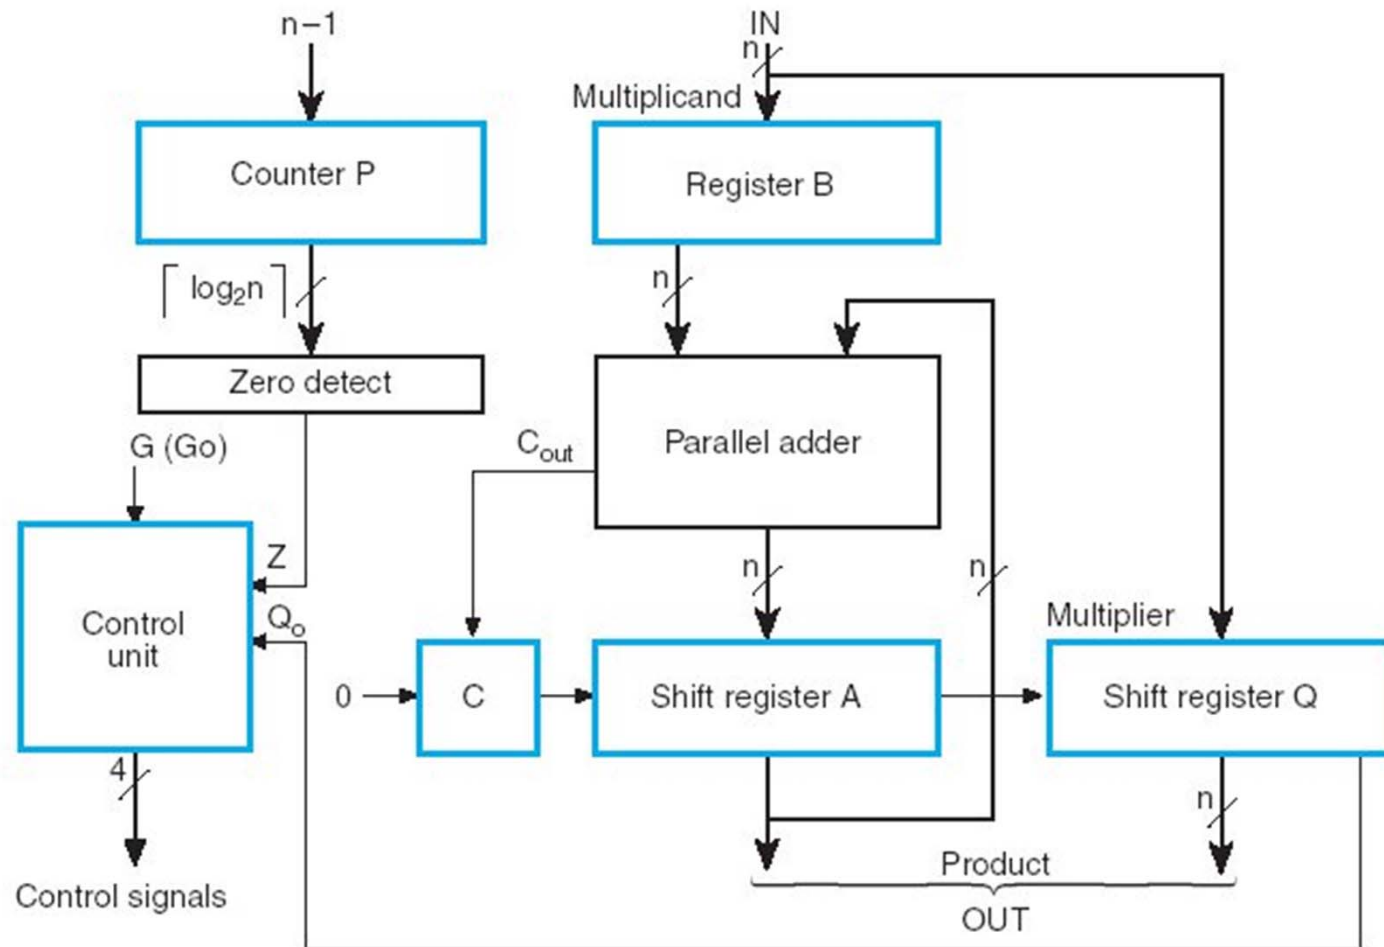 n−1
IN
n
Multiplicand
Counter P
Register B
⌈log₂n⌉
n
Zero detect
G (Go)
Cout
Parallel adder
Z
n
n
Qo
Control
unit
Multiplier
0
C
Shift register A
Shift register Q
4
n
Product
Control signals
OUT